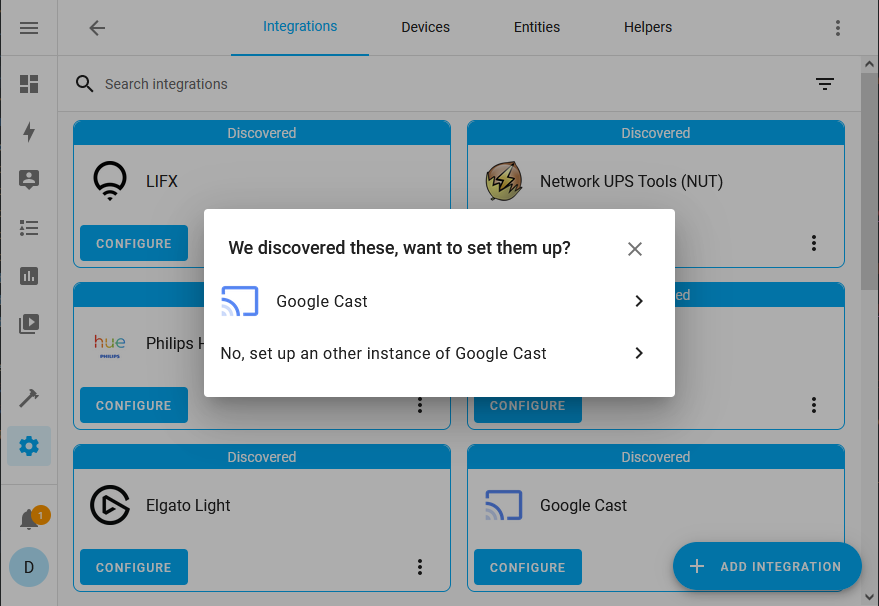 Integrations
Devices
Entities
Helpers
Search integrations
Discovered
Discovered
LIFX
Network UPS Tools (NUT)
CONFIGURE
We discovered these, want to set them up?
Google Cast
No, set up an other instance of Google Cast
ed
hue
PHILIPS
Philips H
CONFIGURE
CONFIGURE
Discovered
Discovered
Elgato Light
Google Cast
1
D
CONFIGURE
CONFIGURE
ADD INTEGRATION